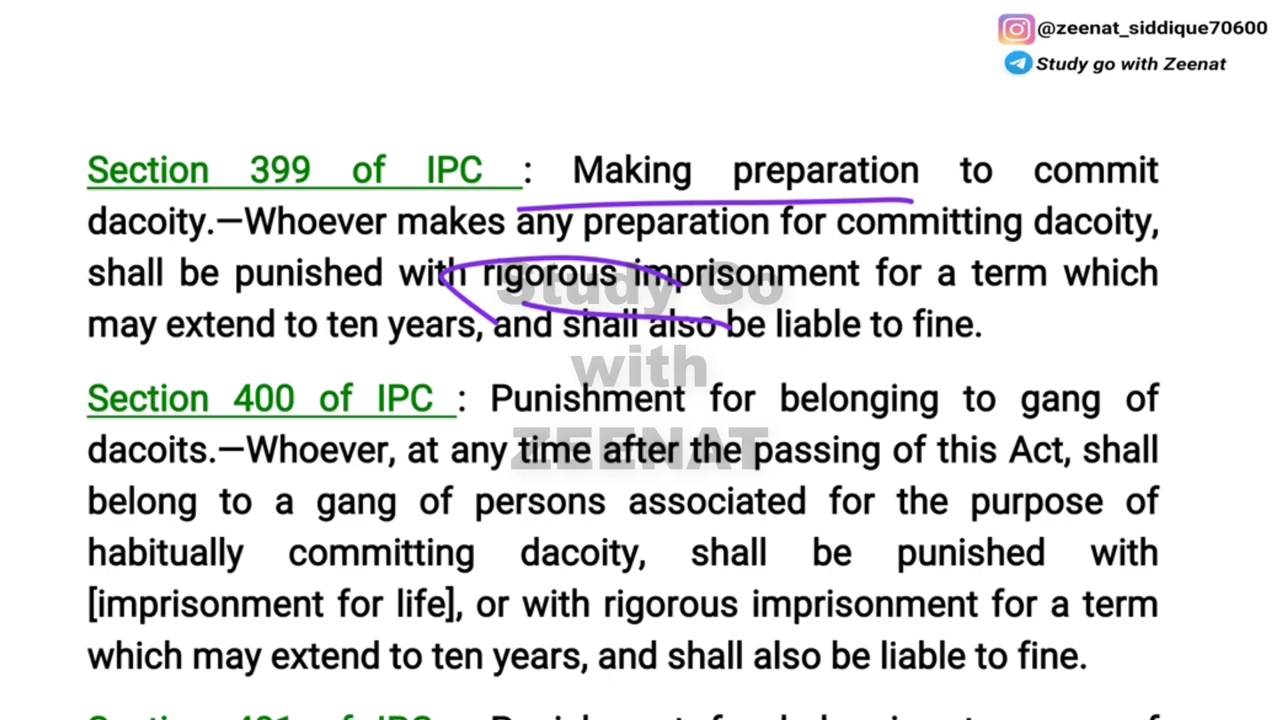 @zeenat_siddique70600
Study go with Zeenat
Section 399 of IPC : Making preparation to commit
dacoity.—Whoever makes any preparation for committing dacoity,
shall be punished with rigorous imprisonment for a term which
may extend to ten years, and shall also be liable to fine.
Study Go
with
ZEENAT
Section 400 of IPC : Punishment for belonging to gang of
dacoits.—Whoever, at any time after the passing of this Act, shall
belong to a gang of persons associated for the purpose of
habitually committing dacoity, shall be punished with
[imprisonment for life], or with rigorous imprisonment for a term
which may extend to ten years, and shall also be liable to fine.